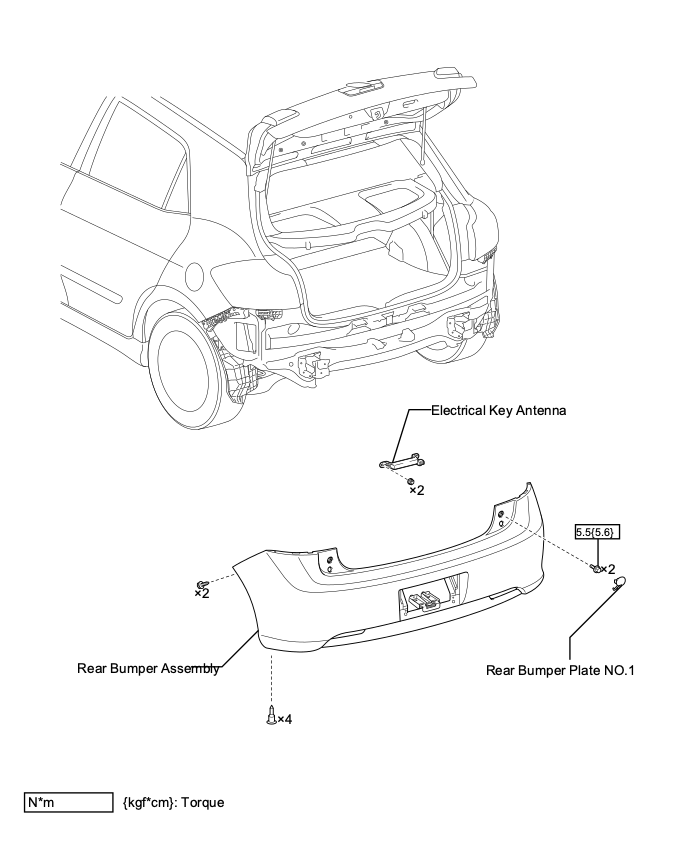 Electrical Key Antenna
×2
5.5{5.6}
×2
×2
Rear Bumper Assembly
Rear Bumper Plate NO.1
×4
N*m {kgf*cm}: Torque